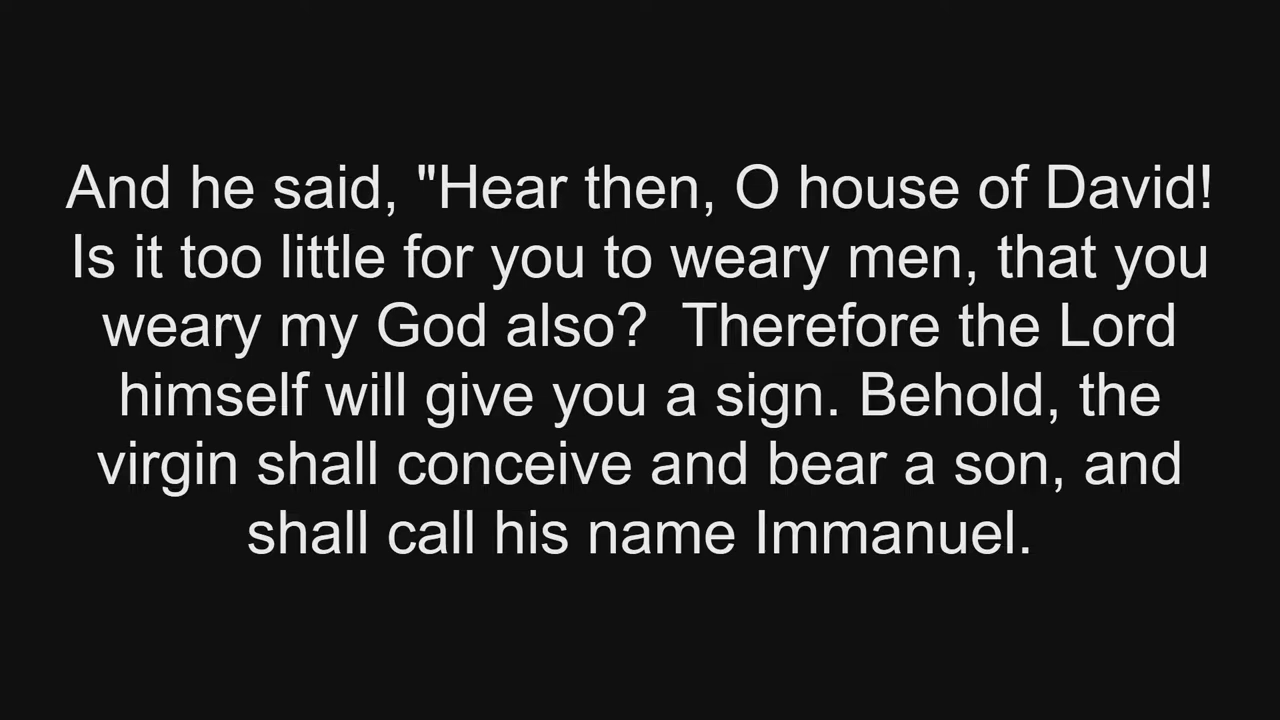 And he said, "Hear then, O house of David!
Is it too little for you to weary men, that you
weary my God also?  Therefore the Lord
himself will give you a sign. Behold, the
virgin shall conceive and bear a son, and
shall call his name Immanuel.